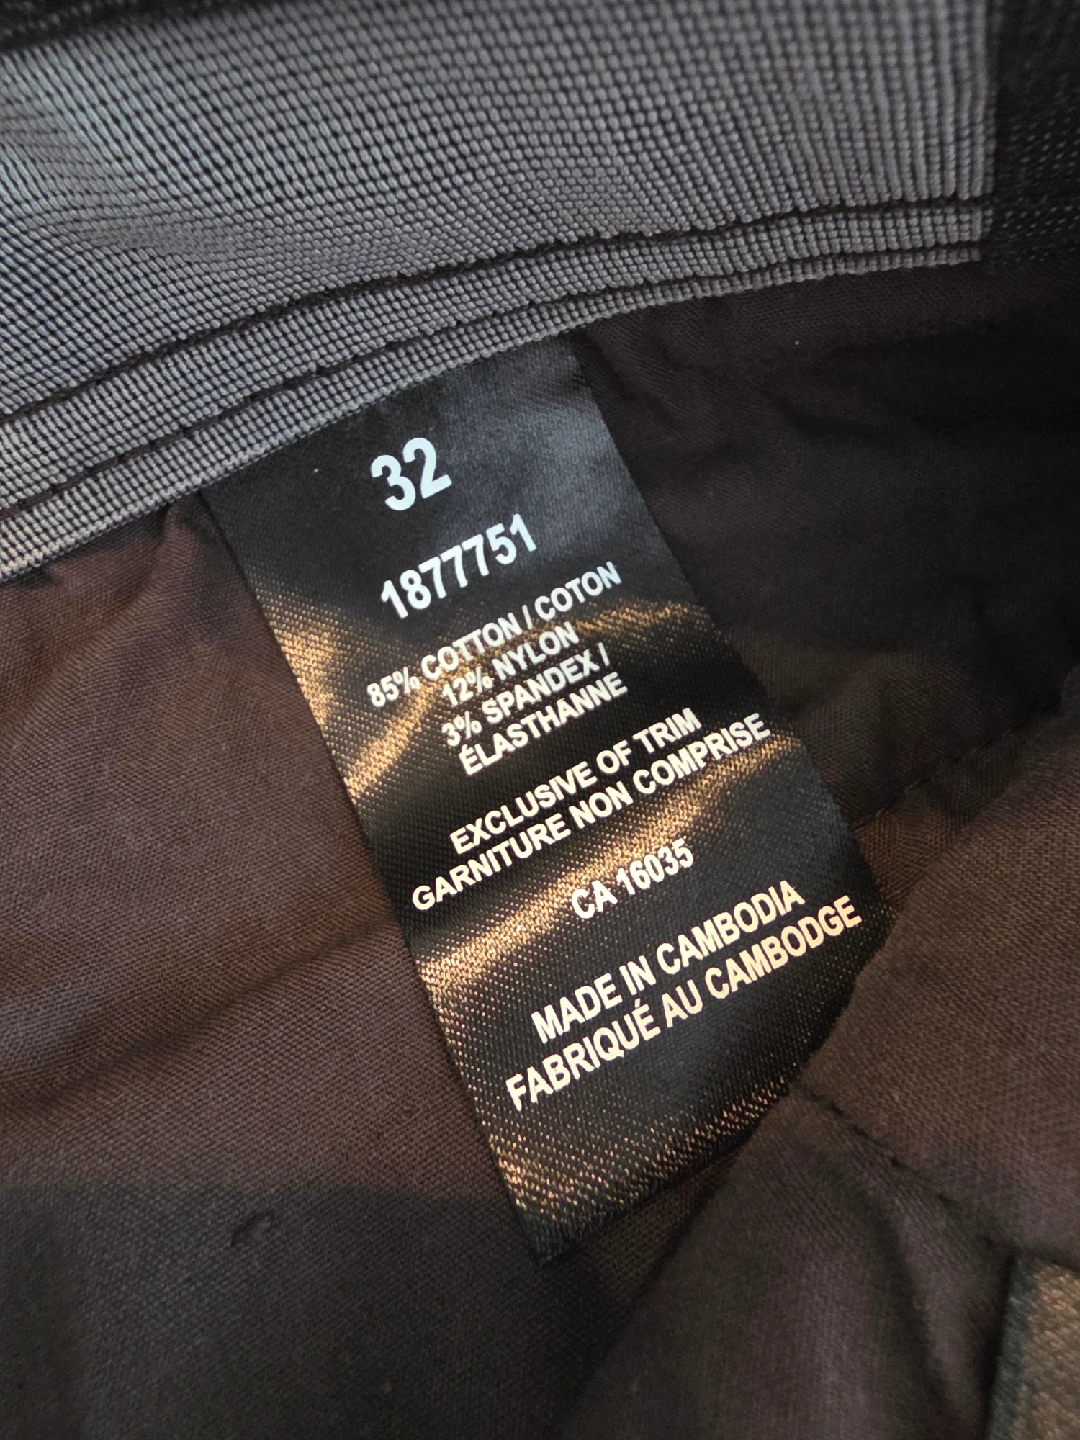 32
1877751
85% COTTON / COTON
12% NYLON
3% SPANDEX /
ÉLASTHANNE
EXCLUSIVE OF TRIM
GARNITURE NON COMPRISE
CA 16035
MADE IN CAMBODIA
FABRIQUÉ AU CAMBODGE